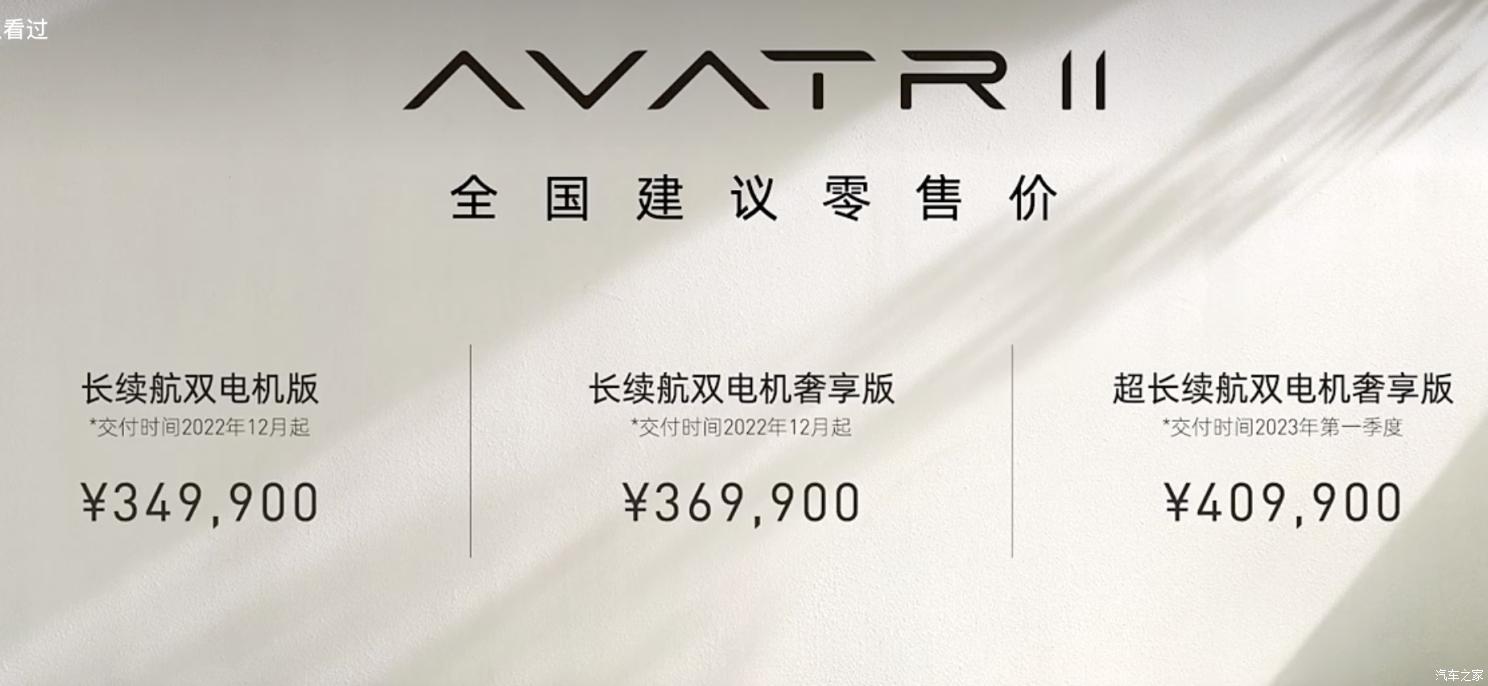 看过
AVATR 11
全国建议零售价
长续航双电机版
*交付时间2022年12月起
¥349,900
长续航双电机奢享版
*交付时间2022年12月起
¥369,900
超长续航双电机奢享版
*交付时间2023年第一季度
¥409,900
汽车之家